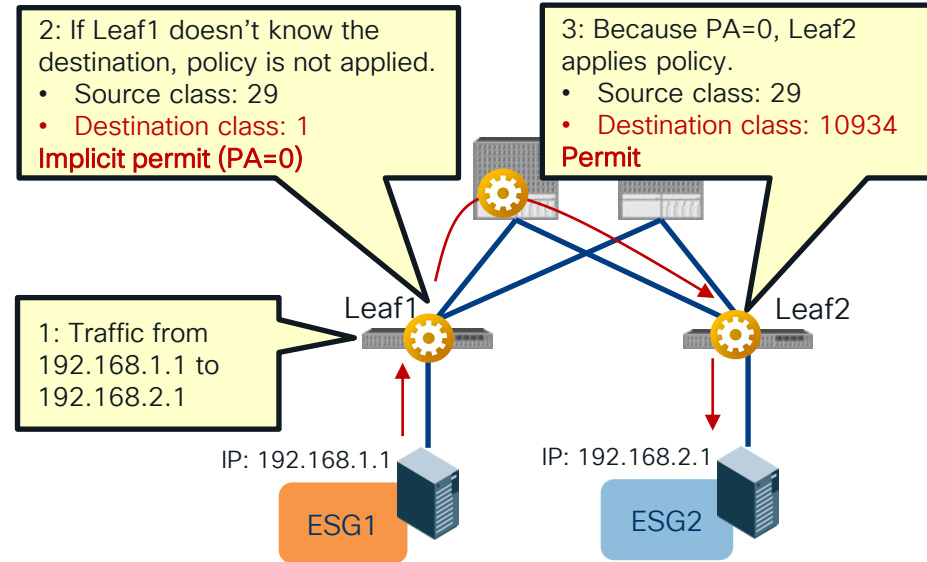 2: If Leaf1 doesn't know the
destination, policy is not applied.
• Source class: 29
• Destination class: 1
Implicit permit (PA=0)
3: Because PA=0, Leaf2
applies policy.
• Source class: 29
• Destination class: 10934
Permit
Leaf1
Leaf2
1: Traffic from
192.168.1.1 to
192.168.2.1
IP: 192.168.1.1
IP: 192.168.2.1
ESG1
ESG2